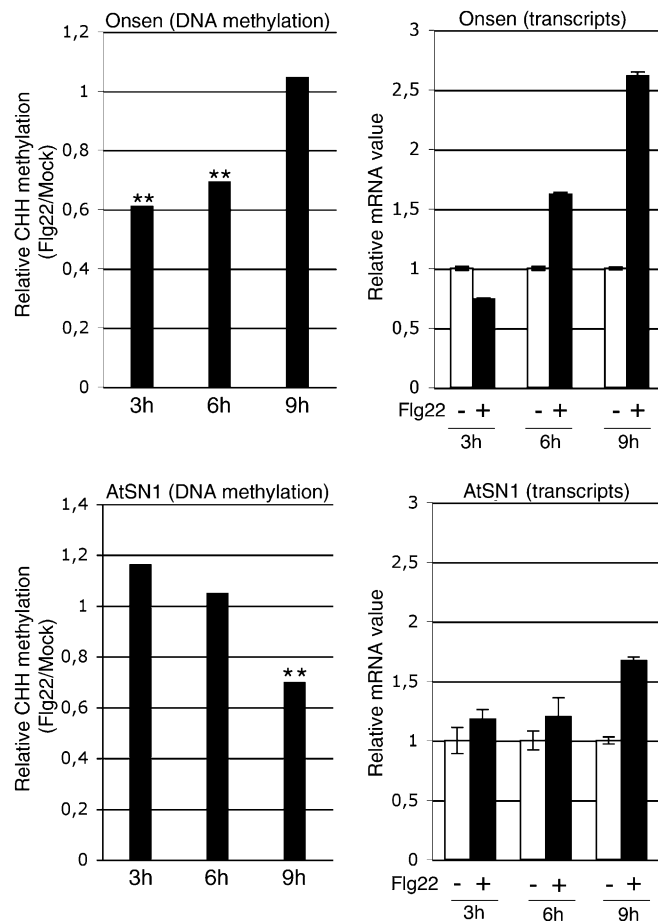 Onsen (DNA methylation)
Relative CHH methylation
(Flg22/Mock)
1,2
1
0,8
0,6
0,4
0,2
0
**
**
3h 6h 9h
Onsen (transcripts)
Relative mRNA value
3
2,5
2
1,5
1
0,5
0
Flg22 - + - + - +
3h 6h 9h
AtSN1 (DNA methylation)
Relative CHH methylation
(Flg22/Mock)
1,4
1,2
1
0,8
0,6
0,4
0,2
0
**
3h 6h 9h
AtSN1 (transcripts)
Relative mRNA value
3
2,5
2
1,5
1
0,5
0
Flg22 - + - + - +
3h 6h 9h